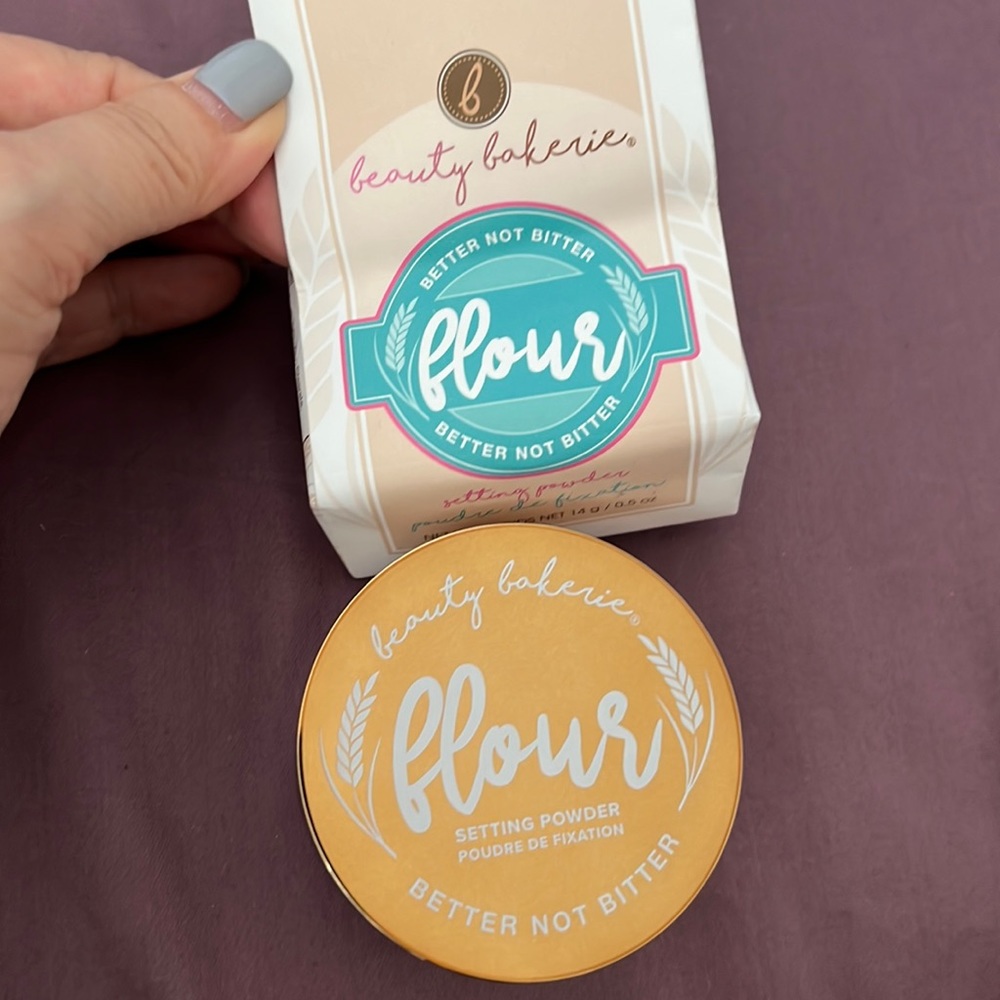 b
beauty bakerie®
BETTER NOT BITTER
flour
BETTER NOT BITTER
setting powder
poudre de fixation
NET 14 g / 0.5 oz
beauty bakerie®
flour
SETTING POWDER
POUDRE DE FIXATION
BETTER NOT BITTER